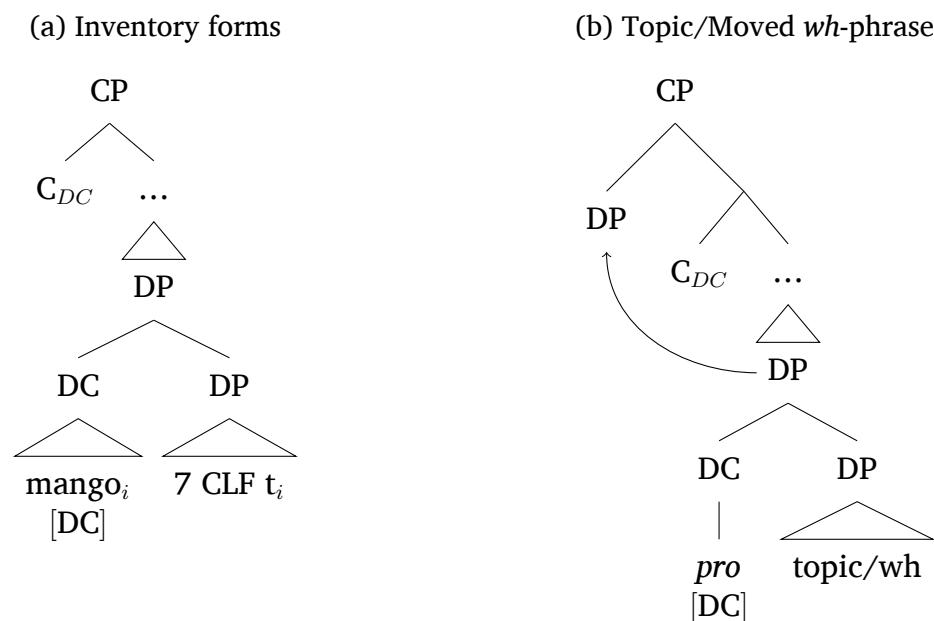 (a) Inventory forms
CP
C_DC ...
DP
DC DP
mango_i 7 CLF t_i
[DC]
(b) Topic/Moved wh-phrase
CP
DP
C_DC ...
DP
DC DP
pro topic/wh
[DC]